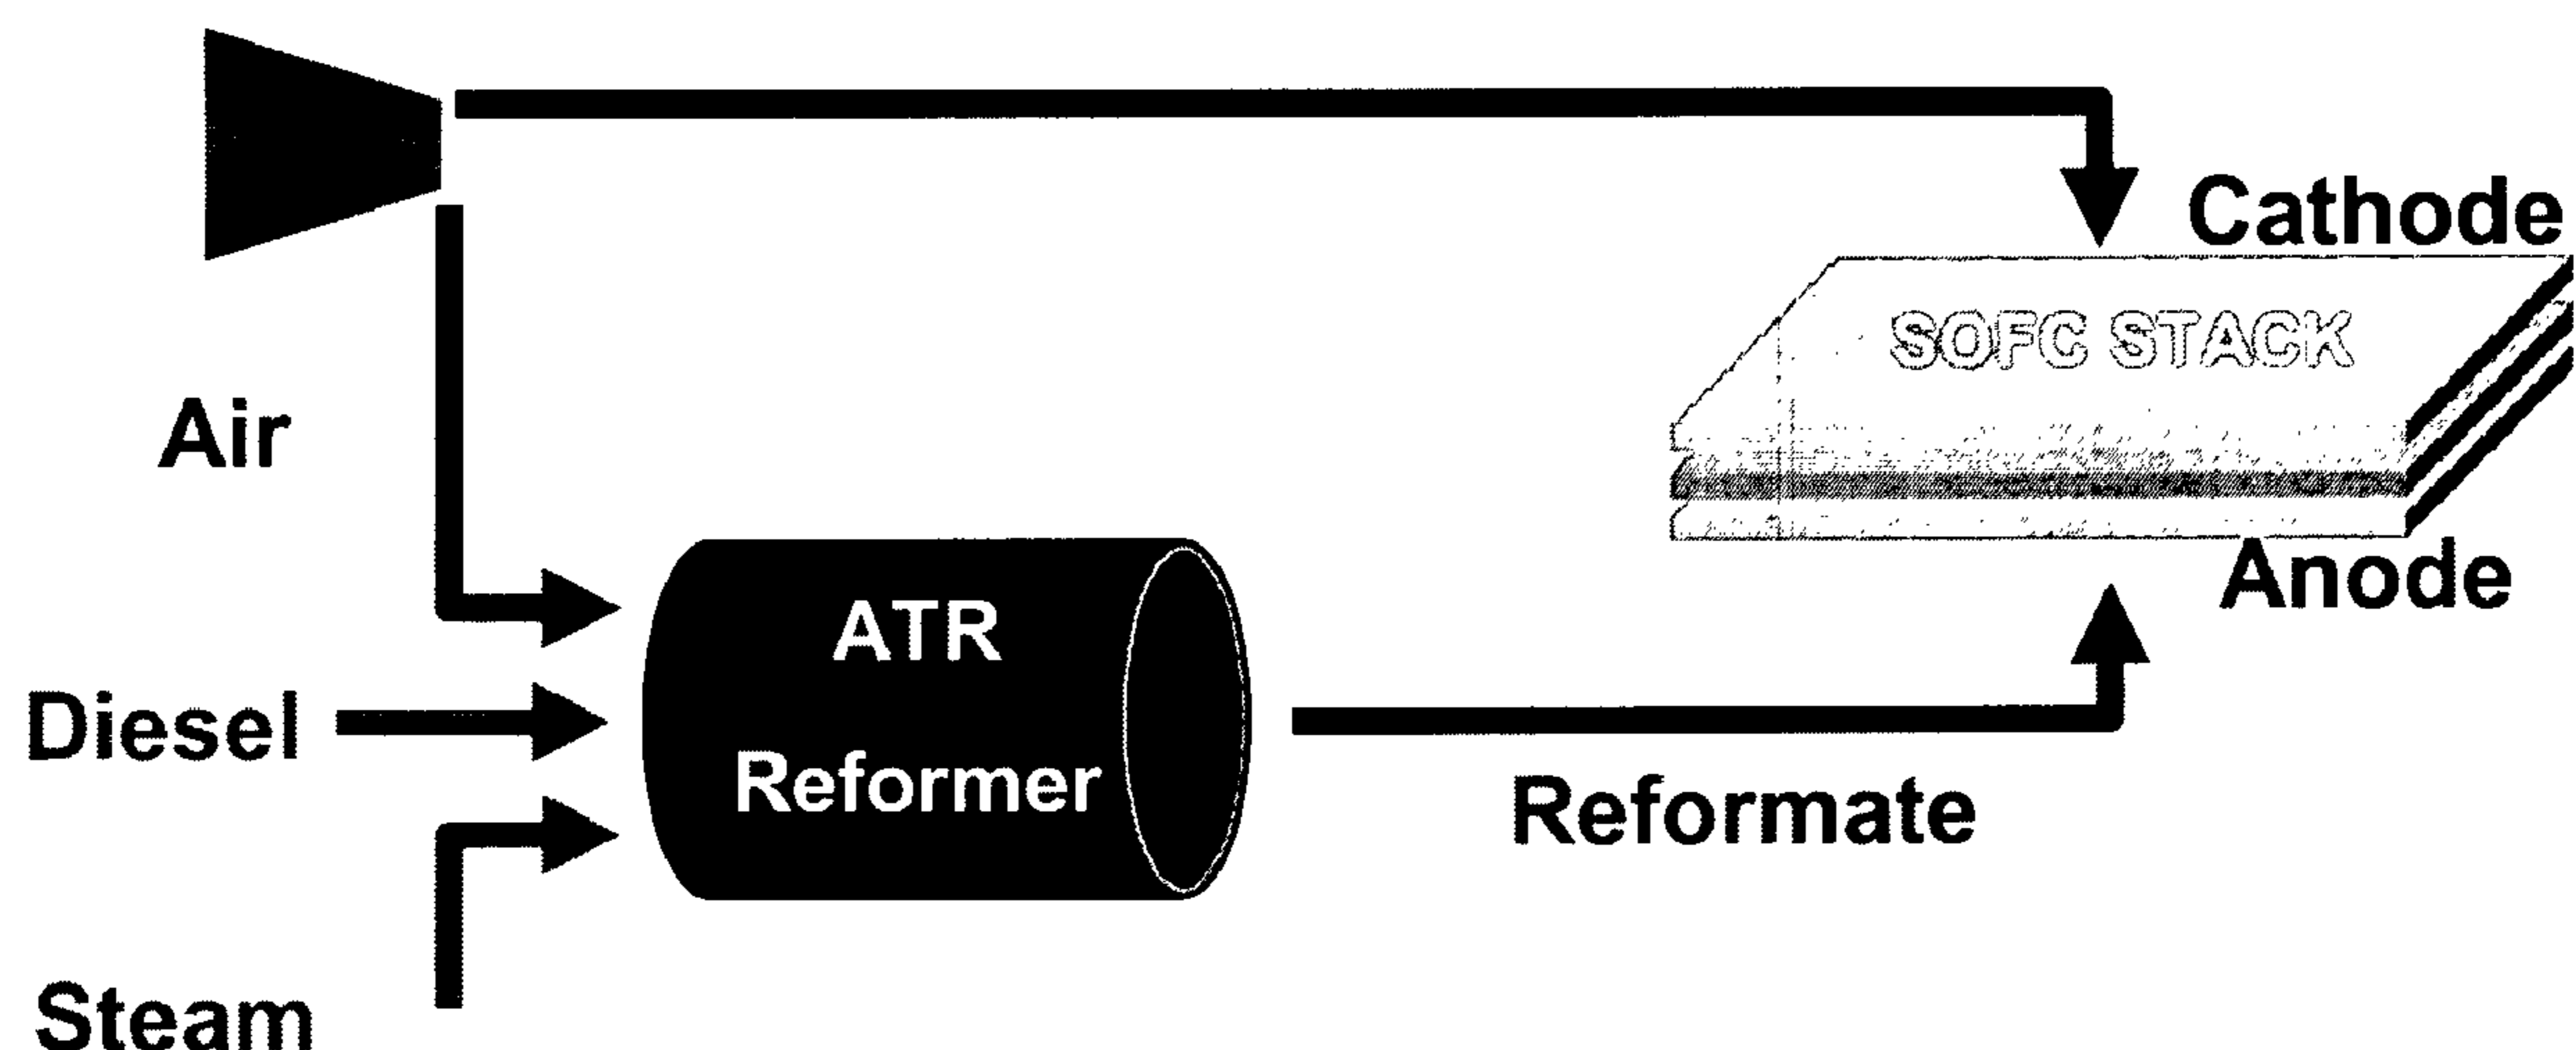 Cathode
SOFC STACK
Air
Anode
ATR
Reformer
Diesel
Reformate
Steam